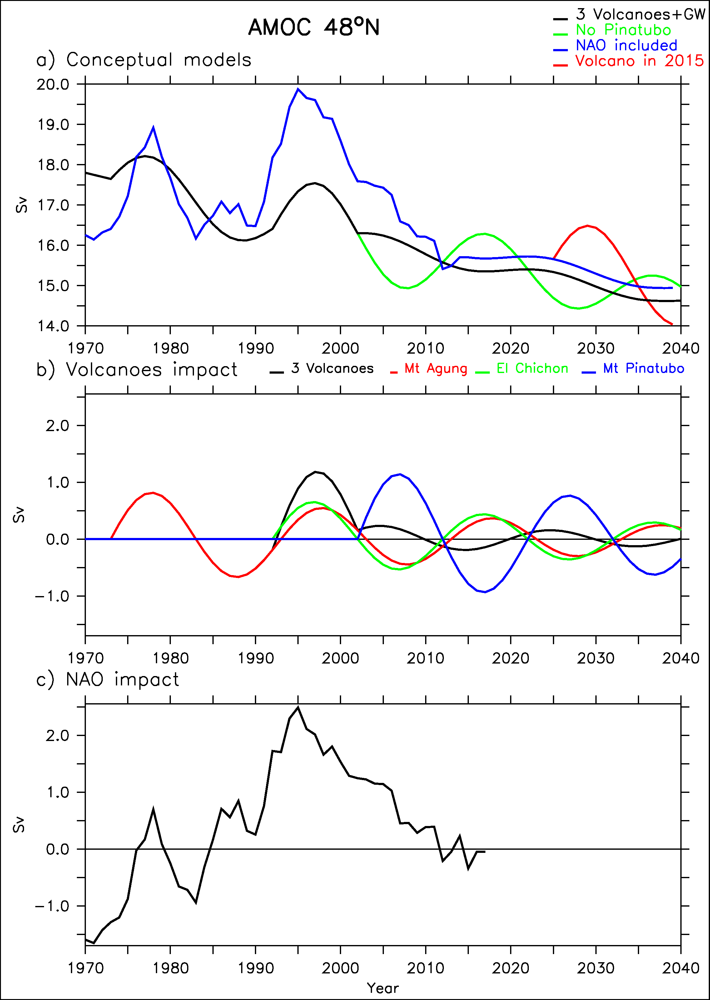 AMOC 48°N
3 Volcanoes+GW
No Pinatubo
NAO included
Volcano in 2015
a) Conceptual models
20.0
19.0
18.0
17.0
16.0
15.0
14.0
Sv
1970 1980 1990 2000 2010 2020 2030 2040
b) Volcanoes impact 3 Volcanoes Mt Agung El Chichon Mt Pinatubo
2.0
1.0
0.0
−1.0
Sv
1970 1980 1990 2000 2010 2020 2030 2040
c) NAO impact
2.0
1.0
0.0
−1.0
Sv
1970 1980 1990 2000 2010 2020 2030 2040
Year